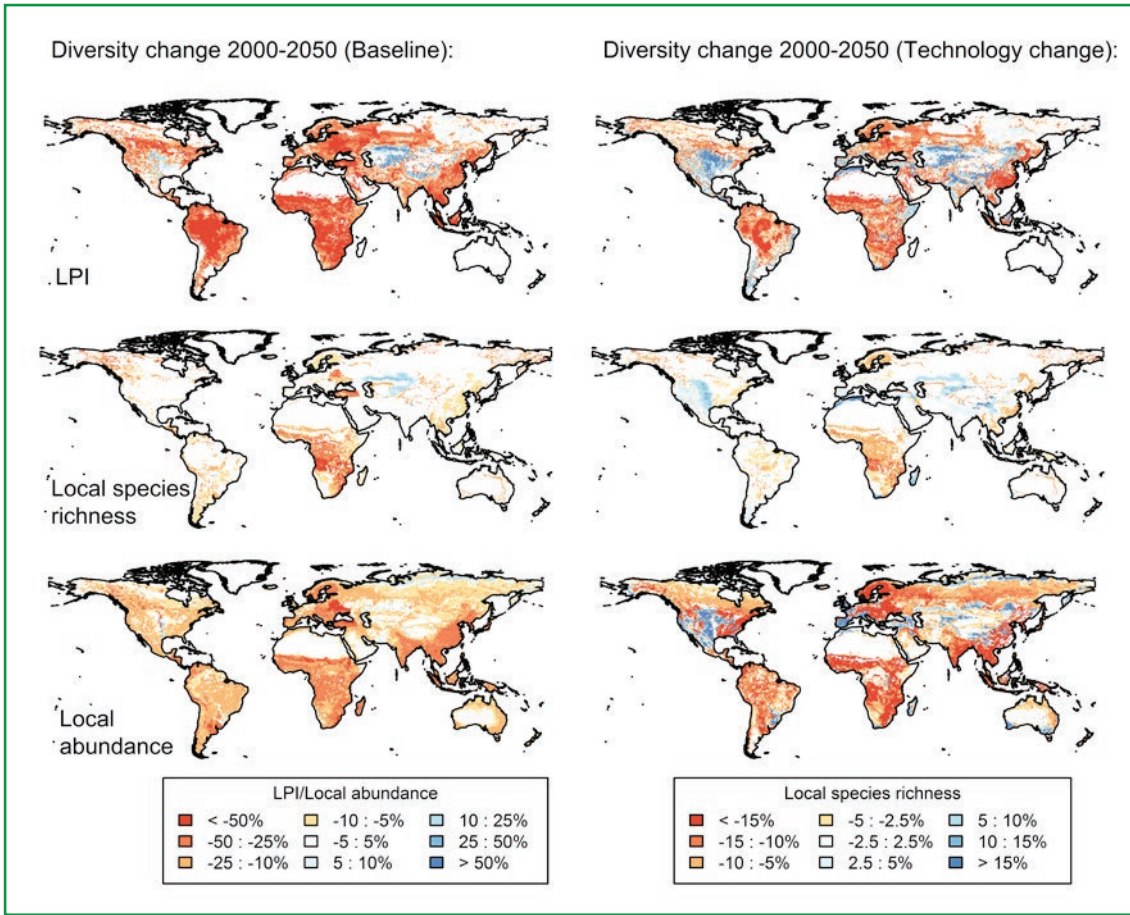 Diversity change 2000-2050 (Baseline):
Diversity change 2000-2050 (Technology change):
LPI
Local species
richness
Local
abundance
LPI/Local abundance
< -50% -10 : -5% 10 : 25%
-50 : -25% -5 : 5% 25 : 50%
-25 : -10% 5 : 10% > 50%
Local species richness
< -15% -5 : -2.5% 5 : 10%
-15 : -10% -2.5 : 2.5% 10 : 15%
-10 : -5% 2.5 : 5% > 15%